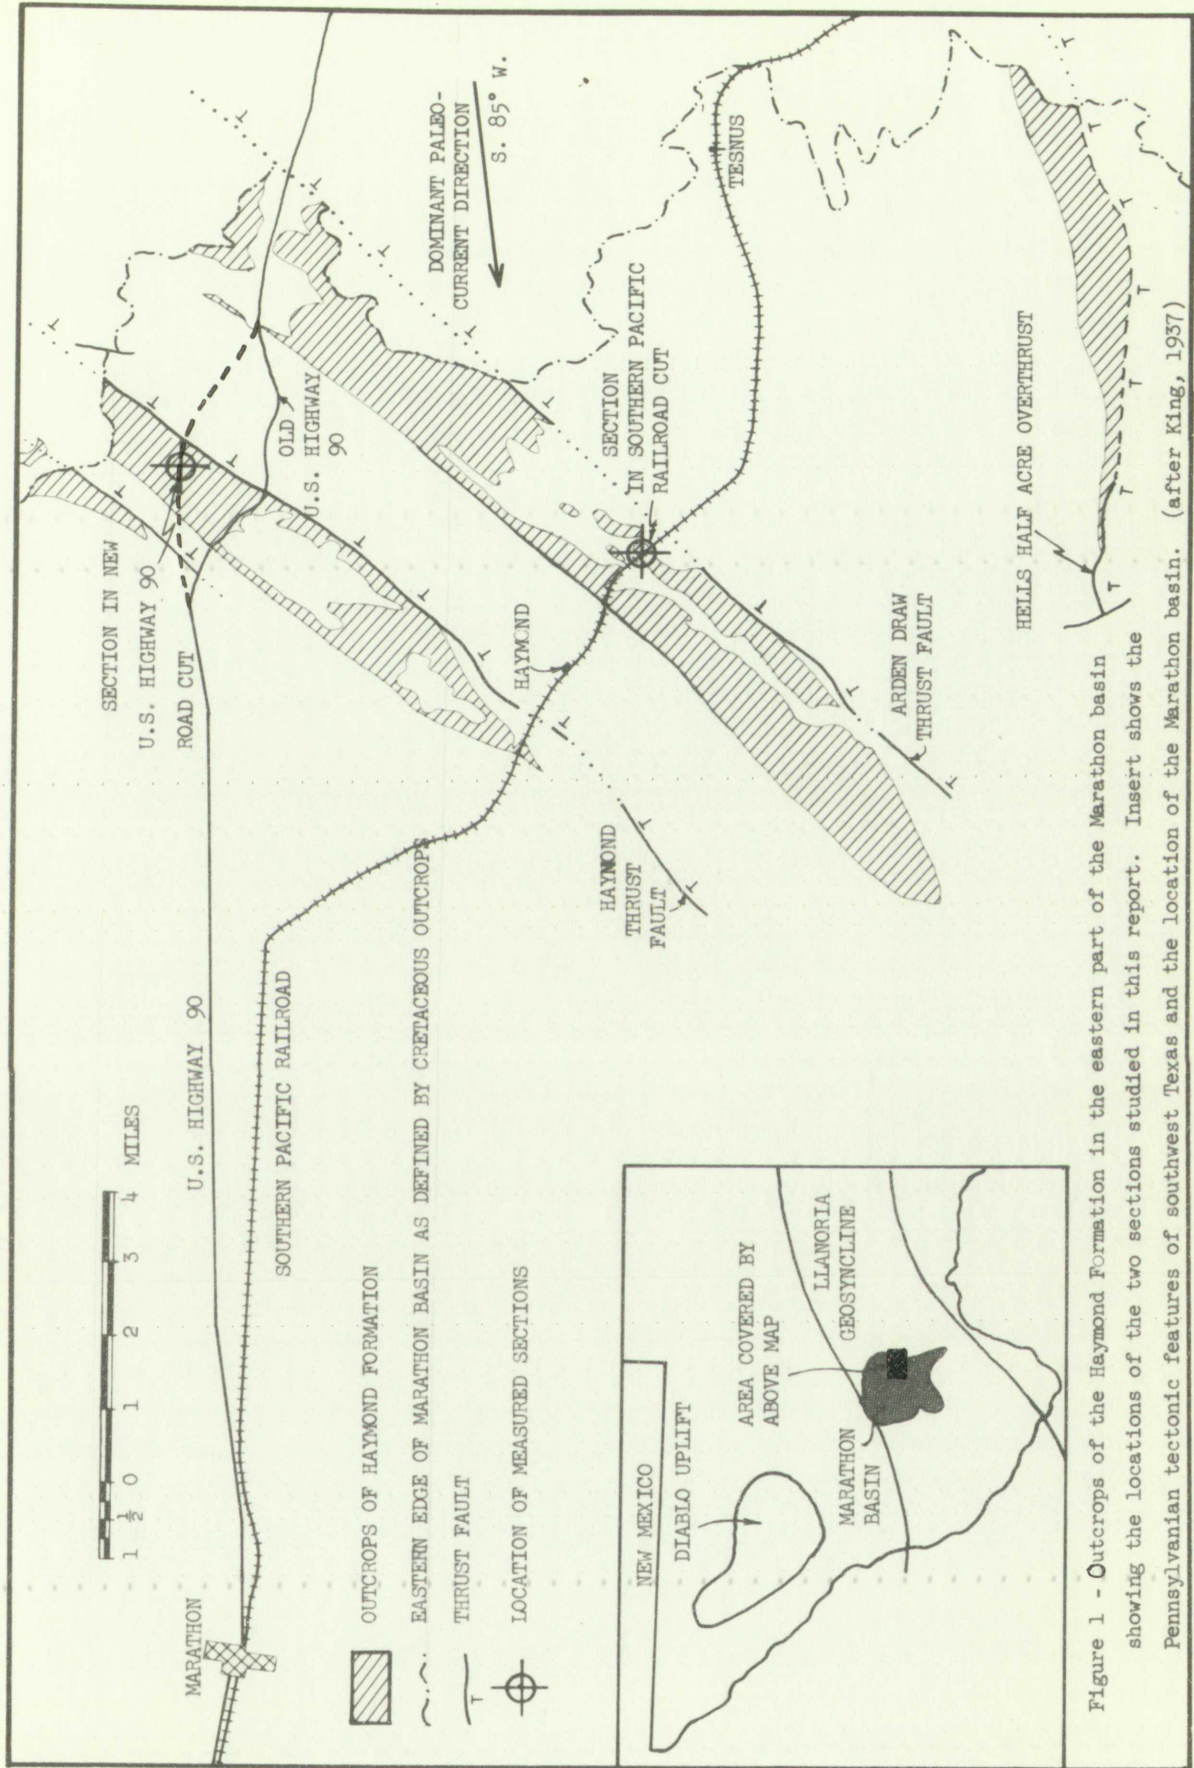 MARATHON
1 ½ 0 1 2 3 4 MILES
U.S. HIGHWAY 90
SOUTHERN PACIFIC RAILROAD
SECTION IN NEW
U.S. HIGHWAY 90
ROAD CUT
OLD
U.S. HIGHWAY
90
DOMINANT PALEO-
CURRENT DIRECTION
S. 85° W.
HAYMOND
SECTION
IN SOUTHERN PACIFIC
RAILROAD CUT
TESNUS
HAYMOND
THRUST
FAULT
ARDEN DRAW
THRUST FAULT
HELLS HALF ACRE OVERTHRUST
OUTCROPS OF HAYMOND FORMATION
EASTERN EDGE OF MARATHON BASIN AS DEFINED BY CRETACEOUS OUTCROPS
T
THRUST FAULT
LOCATION OF MEASURED SECTIONS
NEW MEXICO
DIABLO UPLIFT
AREA COVERED BY
ABOVE MAP
MARATHON
BASIN
LLANORIA
GEOSYNCLINE
Figure 1 - Outcrops of the Haymond Formation in the eastern part of the Marathon basin
showing the locations of the two sections studied in this report. Insert shows the
Pennsylvanian tectonic features of southwest Texas and the location of the Marathon basin. (after King, 1937)